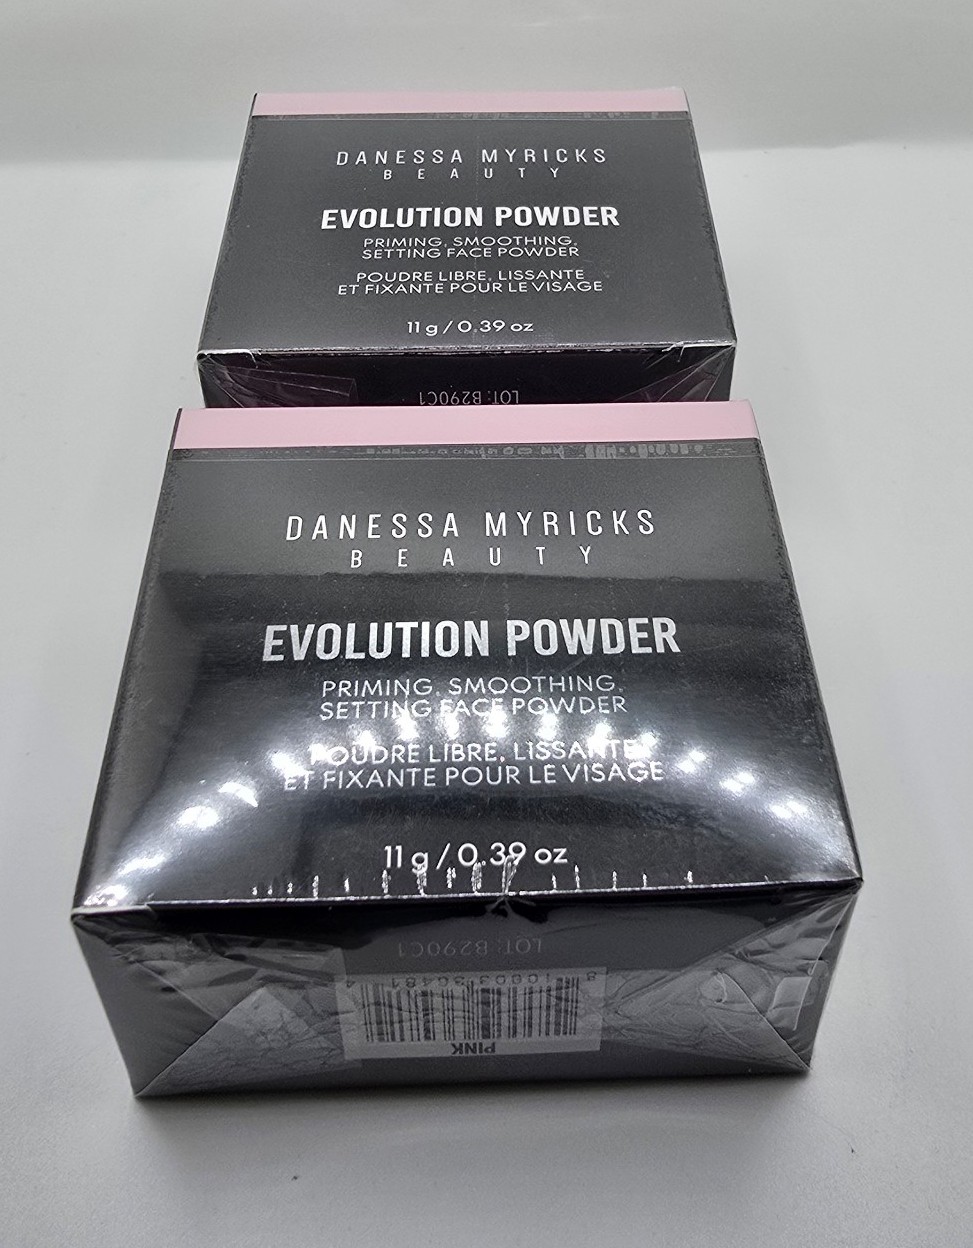 DANESSA MYRICKS
BEAUTY
EVOLUTION POWDER
PRIMING, SMOOTHING,
SETTING FACE POWDER
POUDRE LIBRE, LISSANTE
ET FIXANTE POUR LE VISAGE
11 g / 0.39 oz
LOT: B290C1
DANESSA MYRICKS
BEAUTY
EVOLUTION POWDER
PRIMING, SMOOTHING,
SETTING FACE POWDER
POUDRE LIBRE, LISSANTE
ET FIXANTE POUR LE VISAGE
11 g / 0.39 oz
LOT: B290C1
PINK